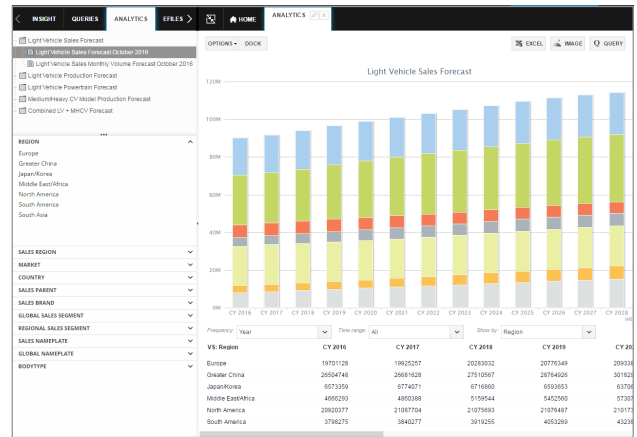 INSIGHT QUERIES ANALYTICS EFILES HOME ANALYTICS
Light Vehicle Sales Forecast
Light Vehicle Sales Forecast October 2016
Light Vehicle Sales Monthly Volume Forecast October 2016
Light Vehicle Production Forecast
Light Vehicle Powertrain Forecast
Medium/Heavy CV Model Production Forecast
Combined LV + MHCV Forecast
REGION
Europe
Greater China
Japan/Korea
Middle East/Africa
North America
South America
South Asia
SALES REGION
MARKET
COUNTRY
SALES PARENT
SALES BRAND
GLOBAL SALES SEGMENT
REGIONAL SALES SEGMENT
SALES NAMEPLATE
GLOBAL NAMEPLATE
BODYTYPE
OPTIONS DOCK EXCEL IMAGE QUERY
Light Vehicle Sales Forecast
120M
100M
80M
60M
40M
20M
0M
CY 2016 CY 2017 CY 2018 CY 2019 CY 2020 CY 2021 CY 2022 CY 2023 CY 2024 CY 2025 CY 2026 CY 2027 CY 2028
Frequency: Year Time range: All Show by: Region
VS: Region CY 2016 CY 2017 CY 2018 CY 2019
Europe 19701128 19925257 20283032 20776349
Greater China 26504748 26681628 27510567 28764926
Japan/Korea 6573359 6774071 6716860 6593653
Middle East/Africa 4666293 4860388 5159544 5452560
North America 20920377 21087704 21075693 21076487
South America 3798275 3840277 3919255 4053269